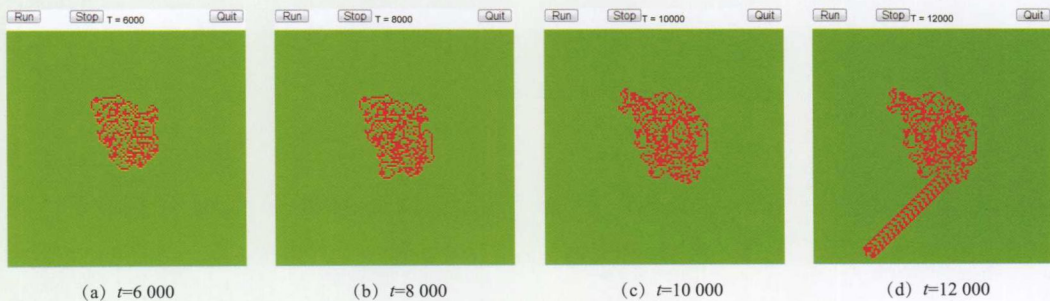 Run Stop T = 6000 Quit
Run Stop T = 8000 Quit
Run Stop T = 10000 Quit
Run Stop T = 12000 Quit
(a) t=6 000
(b) t=8 000
(c) t=10 000
(d) t=12 000